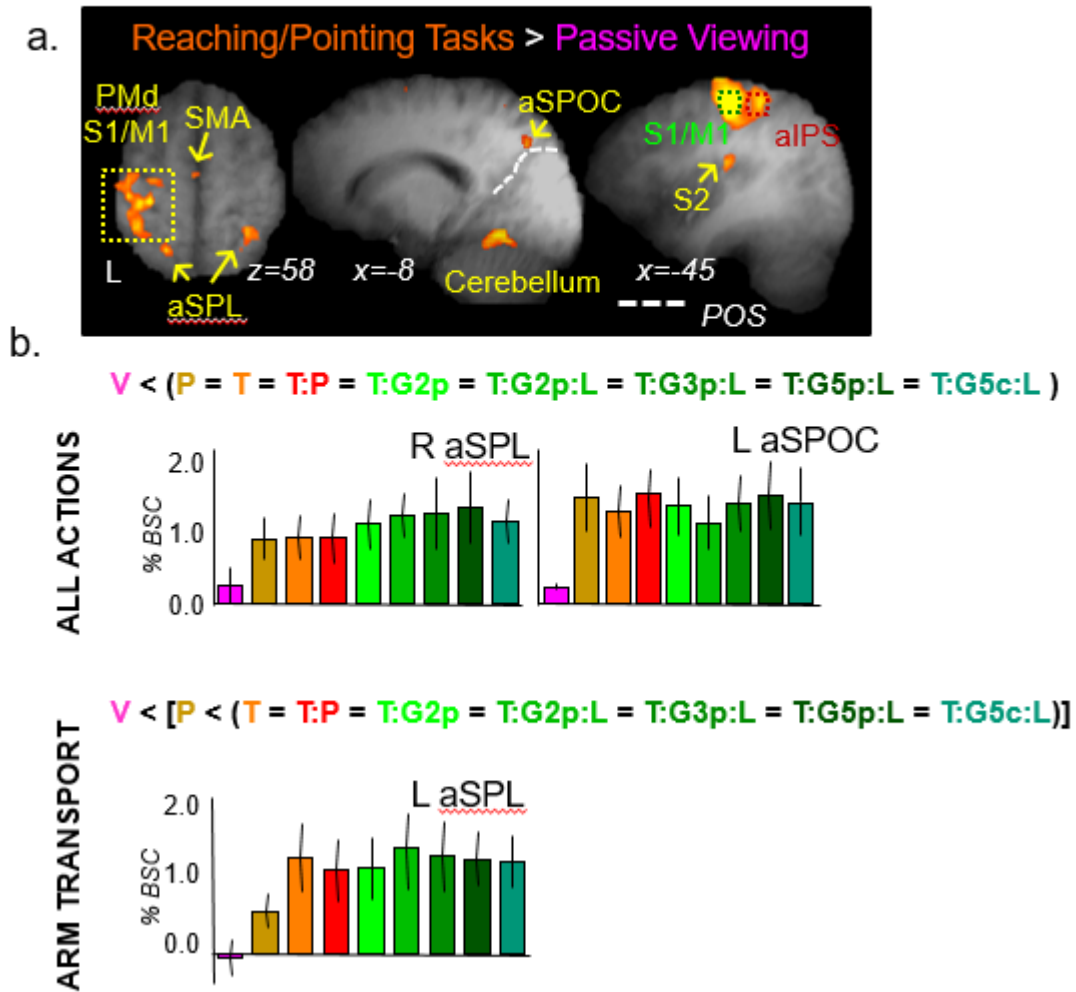 a.
Reaching/Pointing Tasks > Passive Viewing
PMd
S1/M1
SMA
aSPOC
S1/M1
aIPS
S2
L
z=58
x=-8
Cerebellum
x=-45
aSPL
POS
b.
V < (P = T = T:P = T:G2p = T:G2p:L = T:G3p:L = T:G5p:L = T:G5c:L )
ALL ACTIONS
R aSPL
L aSPOC
% BSC
2.0
1.0
0.0
V < [P < (T = T:P = T:G2p = T:G2p:L = T:G3p:L = T:G5p:L = T:G5c:L)]
ARM TRANSPORT
L aSPL
% BSC
2.0
1.0
0.0